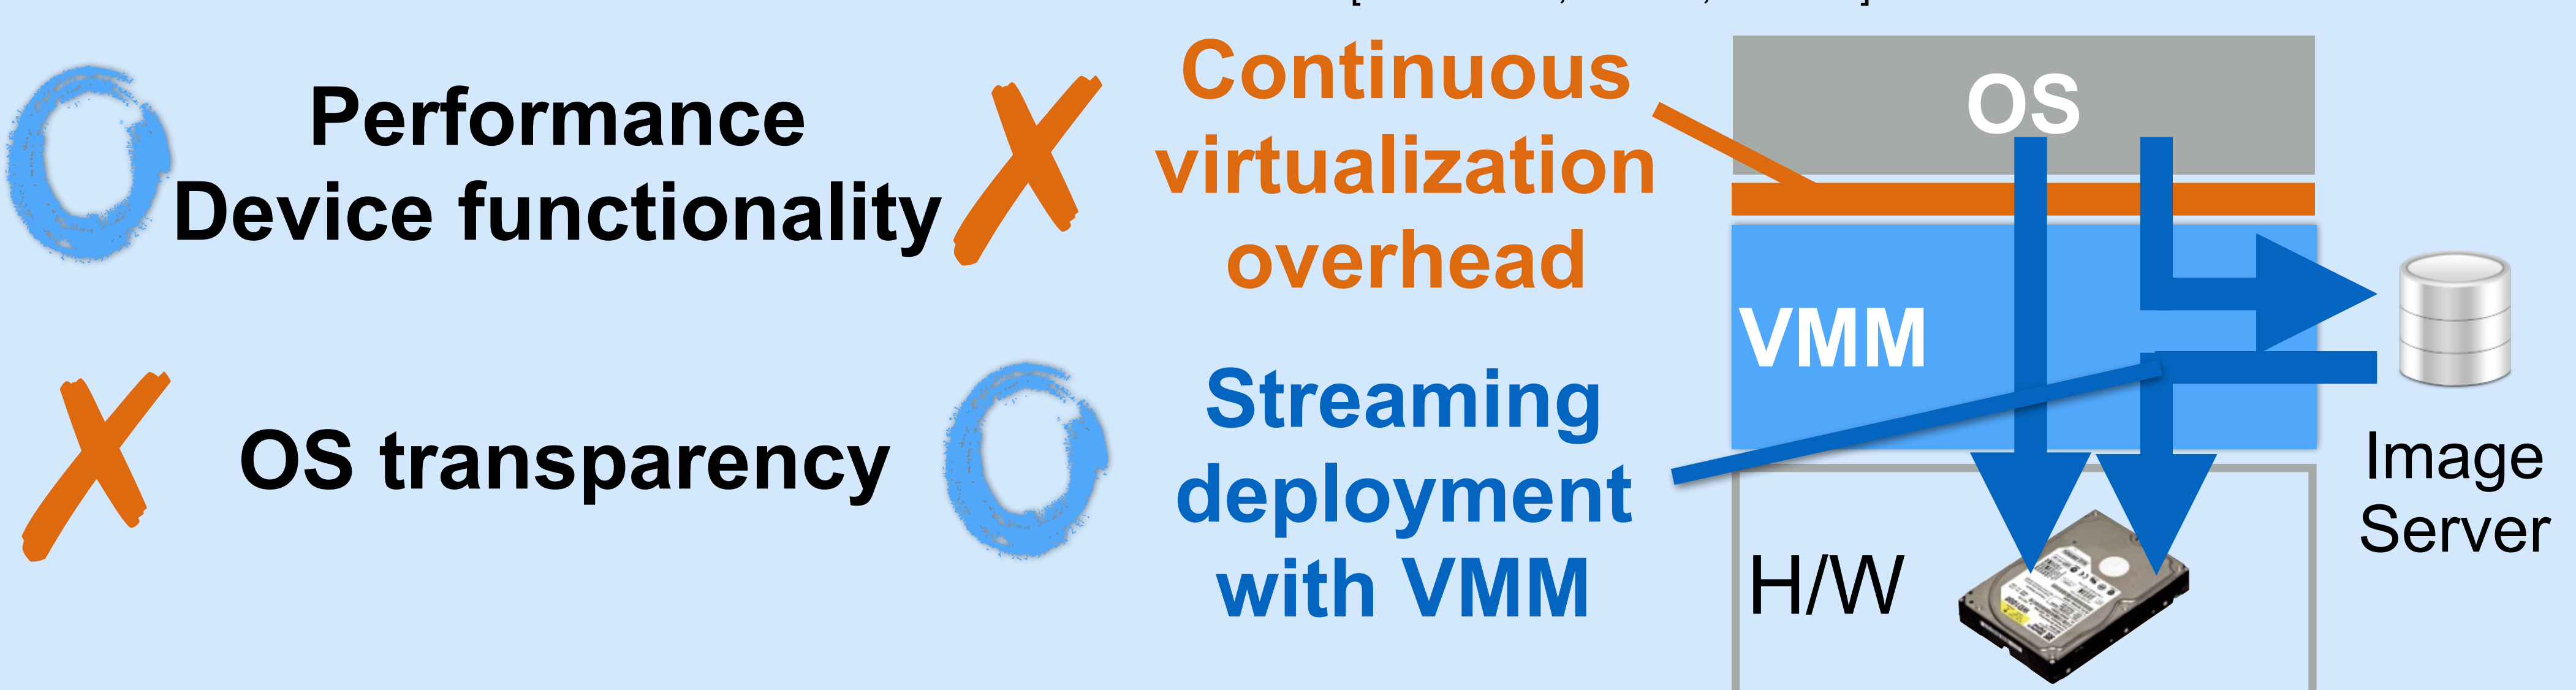 Performance
Device functionality
OS transparency
Continuous
virtualization
overhead
Streaming
deployment
with VMM
OS
VMM
H/W
Image
Server